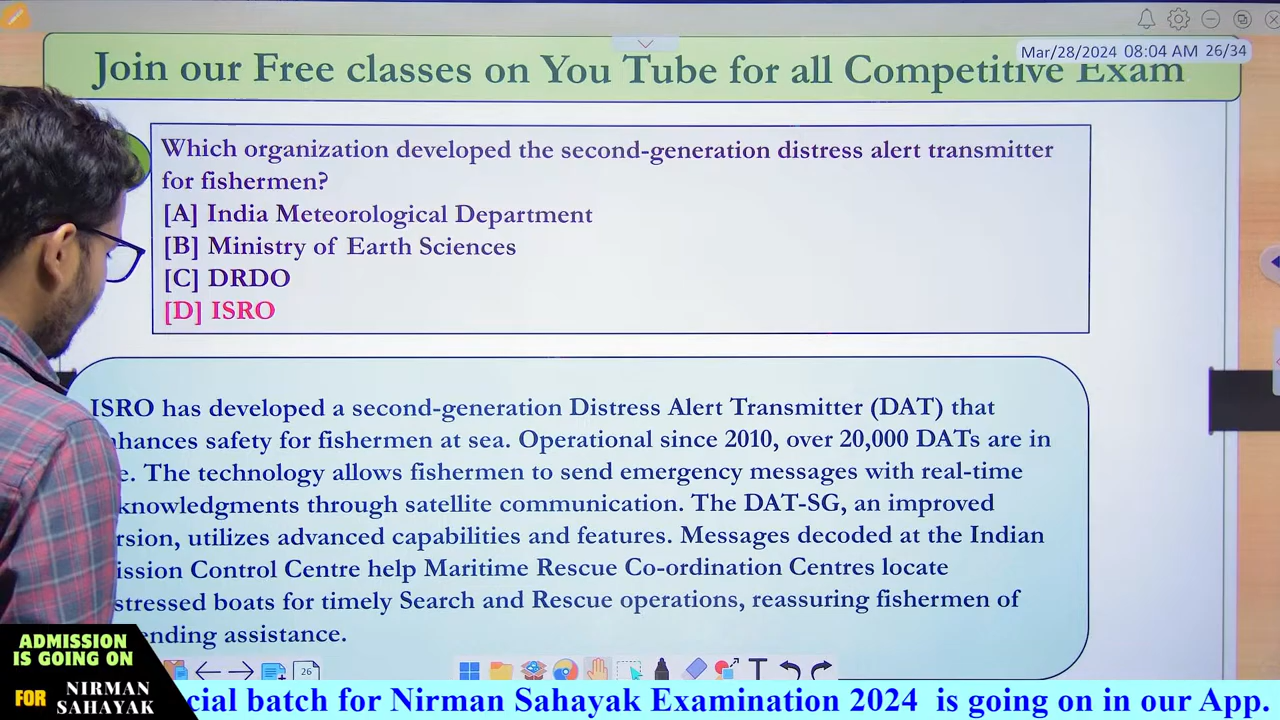 Mar/28/2024 08:04 AM 26/34
Join our Free classes on You Tube for all Competitive Exam
Which organization developed the second-generation distress alert transmitter
for fishermen?
[A] India Meteorological Department
[B] Ministry of Earth Sciences
[C] DRDO
[D] ISRO
ISRO has developed a second-generation Distress Alert Transmitter (DAT) that
nhances safety for fishermen at sea. Operational since 2010, over 20,000 DATs are in
e. The technology allows fishermen to send emergency messages with real-time
knowledgments through satellite communication. The DAT-SG, an improved
rsion, utilizes advanced capabilities and features. Messages decoded at the Indian
ission Control Centre help Maritime Rescue Co-ordination Centres locate
stressed boats for timely Search and Rescue operations, reassuring fishermen of
ending assistance.
26
T
ADMISSION
IS GOING ON
FOR NIRMAN
SAHAYAK
cial batch for Nirman Sahayak Examination 2024 is going on in our App.